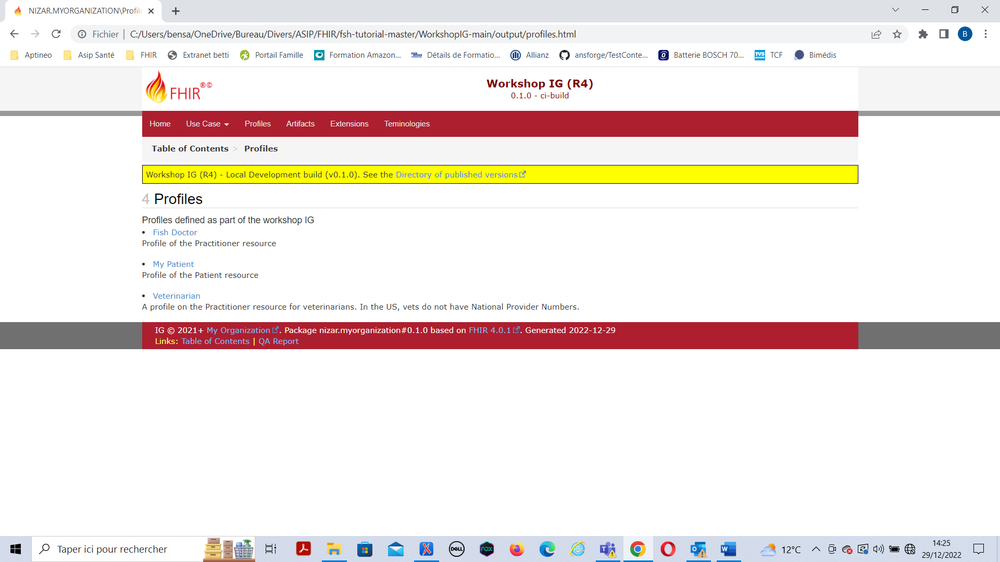 NIZAR.MYORGANIZATION\Profile
Fichier | C:/Users/bensa/OneDrive/Bureau/Divers/ASIP/FHIR/fsh-tutorial-master/WorkshopIG-main/output/profiles.html
B
Aptineo Asip Santé FHIR Extranet betti Portail Famille Formation Amazon... Détails de Formatio... Allianz ansforge/TestConte... Batterie BOSCH 70... TCF Bimédis
FHIR ®©
Workshop IG (R4)
0.1.0 - ci-build
Home Use Case Profiles Artifacts Extensions Teminologies
Table of Contents > Profiles
Workshop IG (R4) - Local Development build (v0.1.0). See the Directory of published versions
4 Profiles
Profiles defined as part of the workshop IG
• Fish Doctor
Profile of the Practitioner resource
• My Patient
Profile of the Patient resource
• Veterinarian
A profile on the Practitioner resource for veterinarians. In the US, vets do not have National Provider Numbers.
IG © 2021+ My Organization. Package nizar.myorganization#0.1.0 based on FHIR 4.0.1. Generated 2022-12-29
Links: Table of Contents | QA Report
Taper ici pour rechercher
DELL
nox
12°C
14:25
29/12/2022